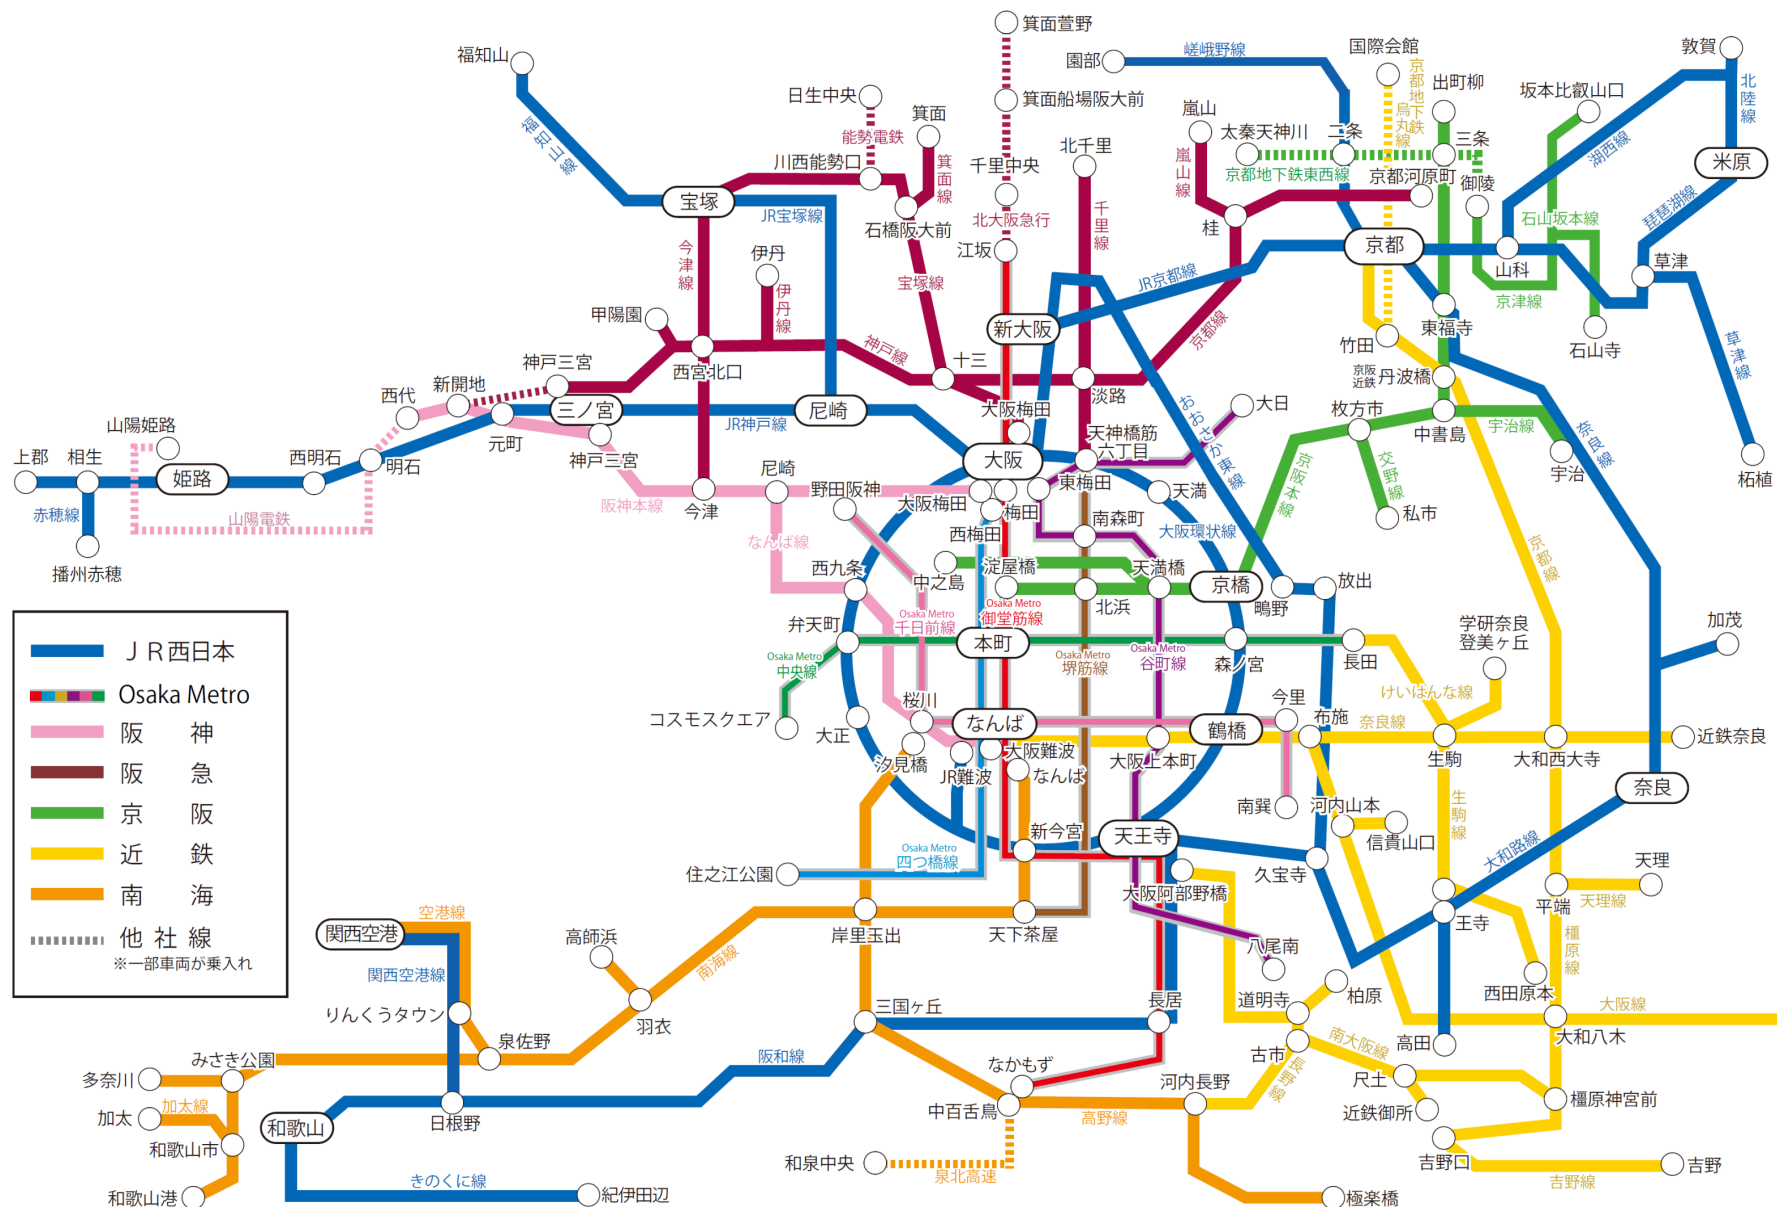 箕面萱野
福知山
園部
嵯峨野線
国際会館
京都地下鉄
烏丸線
出町柳
敦賀
北陸線
日生中央
箕面
箕面船場阪大前
嵐山
太秦天神川
二条
三条
坂本比叡山口
福知山線
能勢電鉄
川西能勢口
箕面線
千里中央
北千里
嵐山線
京都地下鉄東西線
京都河原町
御陵
湖西線
米原
宝塚
JR宝塚線
石橋阪大前
北大阪急行
千里線
桂
石山坂本線
琵琶湖線
今津線
伊丹
伊丹線
宝塚線
江坂
JR京都線
京都
山科
草津
京津線
甲陽園
新大阪
京都線
東福寺
石山寺
草津線
竹田
神戸三宮
西宮北口
神戸線
十三
淡路
京阪
近鉄
丹波橋
西代
新開地
三ノ宮
尼崎
大阪梅田
おおさか東線
大日
枚方市
中書島
宇治線
奈良線
山陽姫路
元町
JR神戸線
神戸三宮
天神橋筋
六丁目
宇治
柘植
上郡
相生
姫路
西明石
明石
尼崎
野田阪神
大阪
東梅田
天満
京阪本線
交野線
私市
赤穂線
山陽電鉄
阪神本線
今津
大阪梅田
梅田
西梅田
南森町
大阪環状線
京都線
播州赤穂
なんば線
西九条
中之島
淀屋橋
北浜
天満橋
京橋
鴫野
放出
ＪＲ西日本
Osaka Metro
阪　神
阪　急
京　阪
近　鉄
南　海
他社線
※一部車両が乗入れ
弁天町
Osaka Metro
千日前線
Osaka Metro
御堂筋線
加茂
学研奈良
登美ヶ丘
Osaka Metro
中央線
本町
Osaka Metro
堺筋線
Osaka Metro
谷町線
森ノ宮
長田
けいはんな線
コスモスクエア
大正
桜川
なんば
鶴橋
今里
布施
奈良線
生駒
大和西大寺
近鉄奈良
汐見橋
JR難波
大阪難波
なんば
大阪上本町
南巽
河内山本
信貴山口
生駒線
奈良
新今宮
天王寺
大和路線
Osaka Metro
四つ橋線
住之江公園
大阪阿部野橋
久宝寺
天理
天理線
平端
王寺
橿原線
空港線
関西空港
関西空港線
高師浜
南海線
岸里玉出
天下茶屋
八尾南
柏原
西田原本
りんくうタウン
羽衣
三国ヶ丘
長居
道明寺
大阪線
大和八木
高田
泉佐野
みさき公園
多奈川
阪和線
なかもず
河内長野
古市
南大阪線
長野線
尺土
近鉄御所
橿原神宮前
加太
加太線
和歌山市
和歌山
日根野
中百舌鳥
高野線
吉野口
吉野
吉野線
和泉中央
泉北高速
和歌山港
きのくに線
紀伊田辺
極楽橋